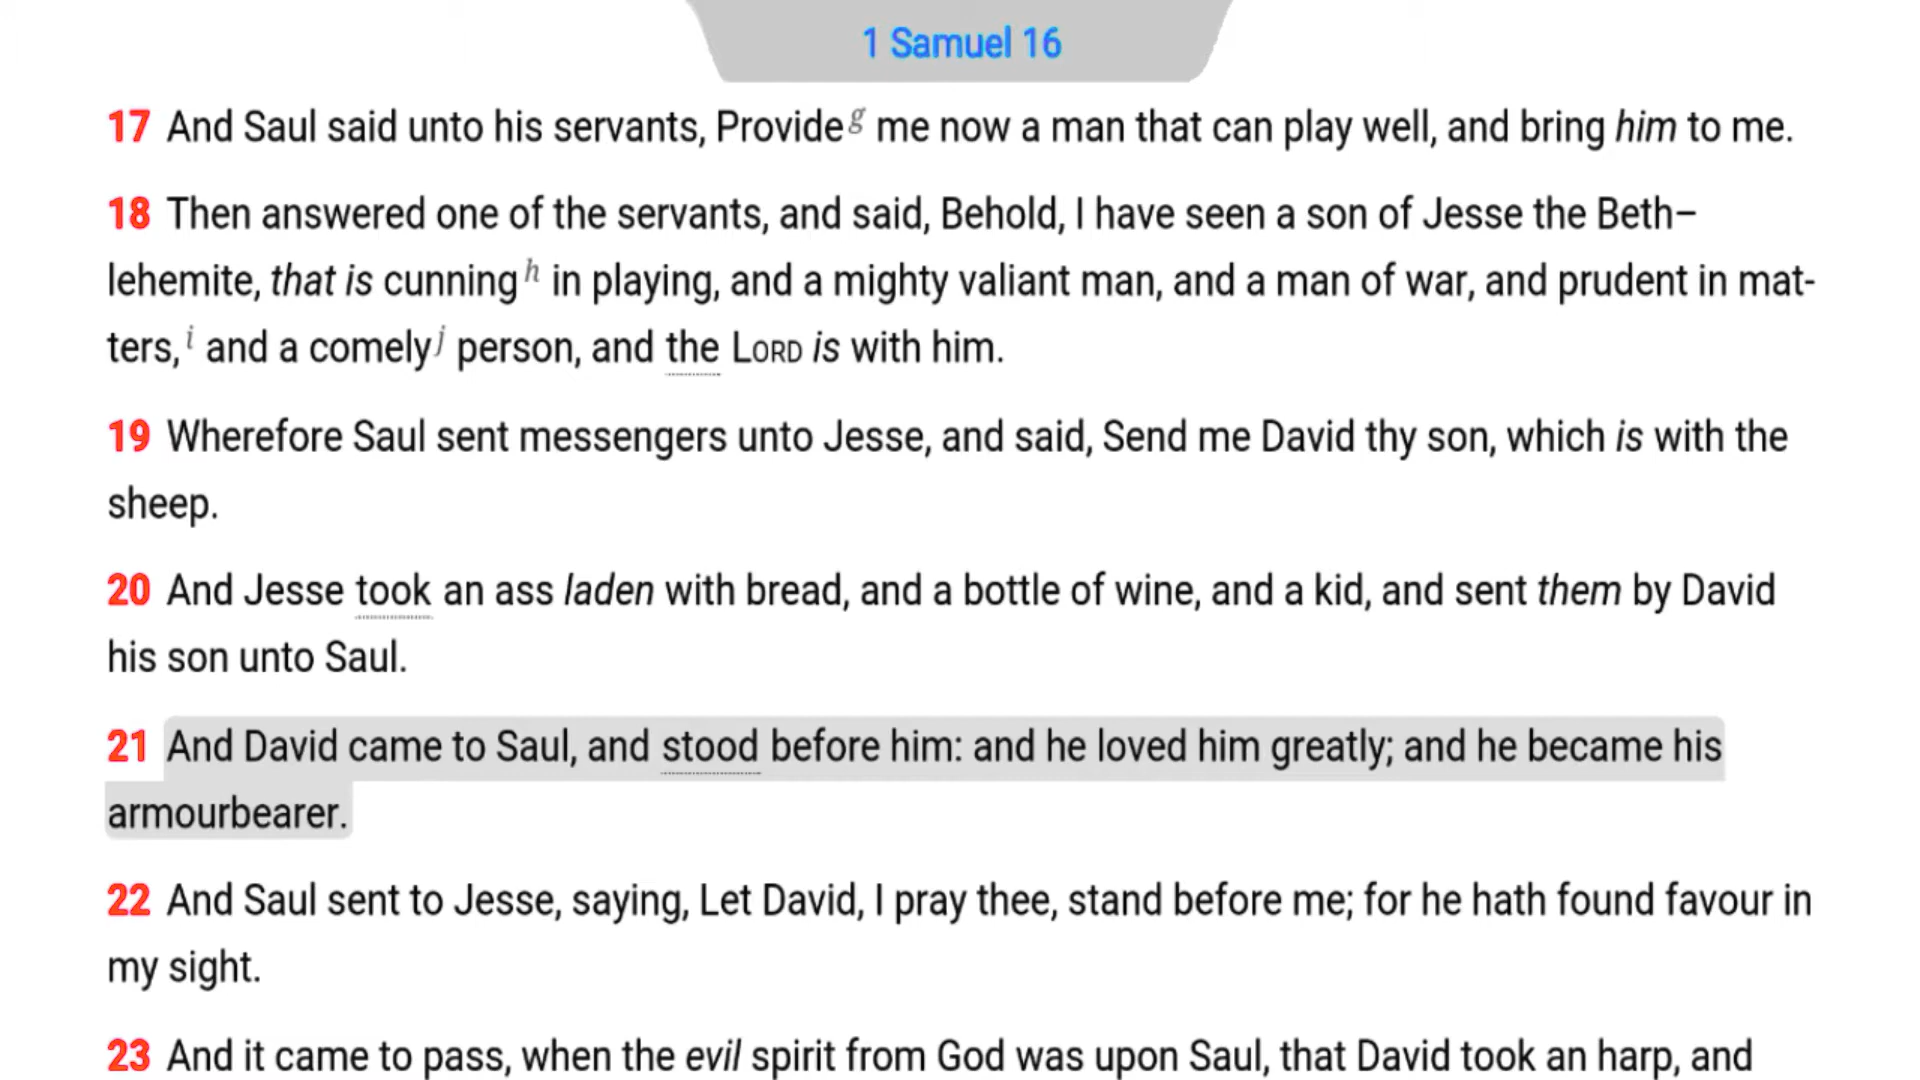 1 Samuel 16
17 And Saul said unto his servants, Provide g me now a man that can play well, and bring him to me.
18 Then answered one of the servants, and said, Behold, I have seen a son of Jesse the Beth–
lehemite, that is cunning h in playing, and a mighty valiant man, and a man of war, and prudent in mat-
ters, i and a comely j person, and the LORD is with him.
19 Wherefore Saul sent messengers unto Jesse, and said, Send me David thy son, which is with the
sheep.
20 And Jesse took an ass laden with bread, and a bottle of wine, and a kid, and sent them by David
his son unto Saul.
21 And David came to Saul, and stood before him: and he loved him greatly; and he became his
armourbearer.
22 And Saul sent to Jesse, saying, Let David, I pray thee, stand before me; for he hath found favour in
my sight.
23 And it came to pass, when the evil spirit from God was upon Saul, that David took an harp, and